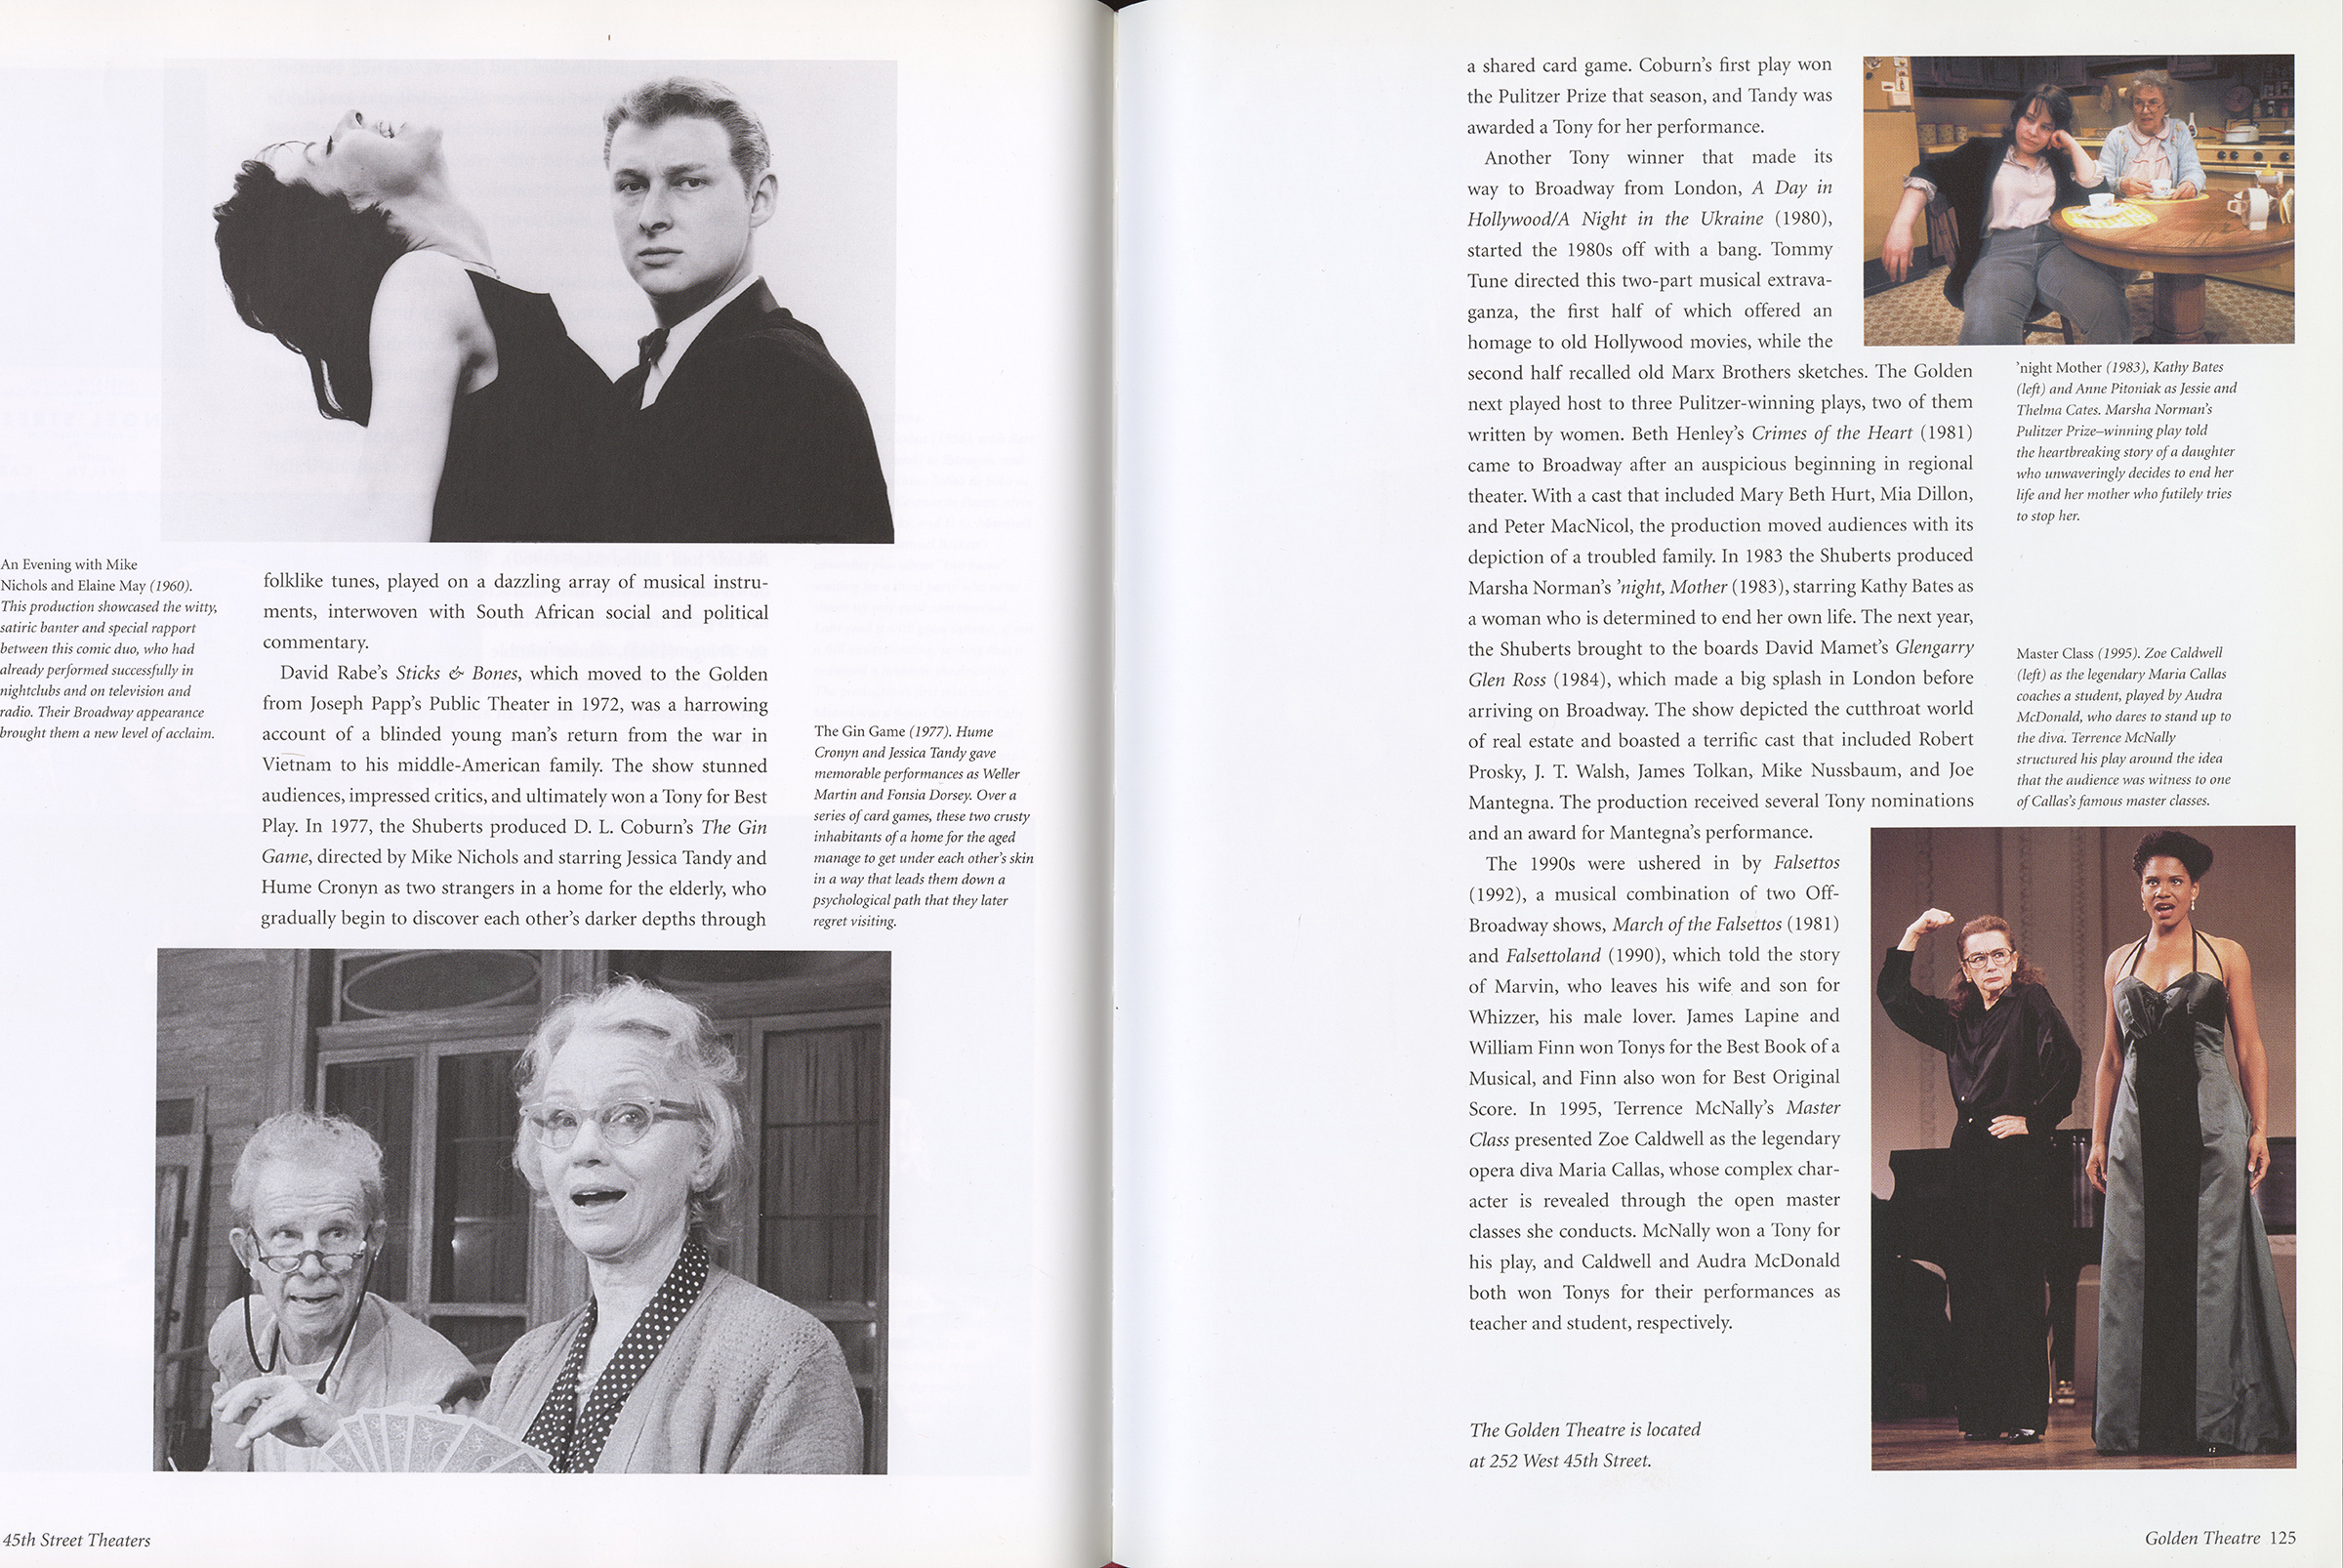 An Evening with Mike
Nichols and Elaine May (1960).
This production showcased the witty,
satiric banter and special rapport
between this comic duo, who had
already performed successfully in
nightclubs and on television and
radio. Their Broadway appearance
brought them a new level of acclaim.
folklike tunes, played on a dazzling array of musical instru-
ments, interwoven with South African social and political
commentary.
David Rabe's Sticks & Bones, which moved to the Golden
from Joseph Papp's Public Theater in 1972, was a harrowing
account of a blinded young man's return from the war in
Vietnam to his middle-American family. The show stunned
audiences, impressed critics, and ultimately won a Tony for Best
Play. In 1977, the Shuberts produced D. L. Coburn's The Gin
Game, directed by Mike Nichols and starring Jessica Tandy and
Hume Cronyn as two strangers in a home for the elderly, who
gradually begin to discover each other's darker depths through
The Gin Game (1977). Hume
Cronyn and Jessica Tandy gave
memorable performances as Weller
Martin and Fonsia Dorsey. Over a
series of card games, these two crusty
inhabitants of a home for the aged
manage to get under each other's skin
in a way that leads them down a
psychological path that they later
regret visiting.
45th Street Theaters
a shared card game. Coburn's first play won
the Pulitzer Prize that season, and Tandy was
awarded a Tony for her performance.
Another Tony winner that made its
way to Broadway from London, A Day in
Hollywood/A Night in the Ukraine (1980),
started the 1980s off with a bang. Tommy
Tune directed this two-part musical extrava-
ganza, the first half of which offered an
homage to old Hollywood movies, while the
second half recalled old Marx Brothers sketches. The Golden
next played host to three Pulitzer-winning plays, two of them
written by women. Beth Henley's Crimes of the Heart (1981)
came to Broadway after an auspicious beginning in regional
theater. With a cast that included Mary Beth Hurt, Mia Dillon,
and Peter MacNicol, the production moved audiences with its
depiction of a troubled family. In 1983 the Shuberts produced
Marsha Norman's 'night, Mother (1983), starring Kathy Bates as
a woman who is determined to end her own life. The next year,
the Shuberts brought to the boards David Mamet's Glengarry
Glen Ross (1984), which made a big splash in London before
arriving on Broadway. The show depicted the cutthroat world
of real estate and boasted a terrific cast that included Robert
Prosky, J. T. Walsh, James Tolkan, Mike Nussbaum, and Joe
Mantegna. The production received several Tony nominations
and an award for Mantegna's performance.
The 1990s were ushered in by Falsettos
(1992), a musical combination of two Off-
Broadway shows, March of the Falsettos (1981)
and Falsettoland (1990), which told the story
of Marvin, who leaves his wife and son for
Whizzer, his male lover. James Lapine and
William Finn won Tonys for the Best Book of a
Musical, and Finn also won for Best Original
Score. In 1995, Terrence McNally's Master
Class presented Zoe Caldwell as the legendary
opera diva Maria Callas, whose complex char-
acter is revealed through the open master
classes she conducts. McNally won a Tony for
his play, and Caldwell and Audra McDonald
both won Tonys for their performances as
teacher and student, respectively.
The Golden Theatre is located
at 252 West 45th Street.
'night Mother (1983), Kathy Bates
(left) and Anne Pitoniak as Jessie and
Thelma Cates. Marsha Norman's
Pulitzer Prize–winning play told
the heartbreaking story of a daughter
who unwaveringly decides to end her
life and her mother who futilely tries
to stop her.
Master Class (1995). Zoe Caldwell
(left) as the legendary Maria Callas
coaches a student, played by Audra
McDonald, who dares to stand up to
the diva. Terrence McNally
structured his play around the idea
that the audience was witness to one
of Callas's famous master classes.
Golden Theatre 125